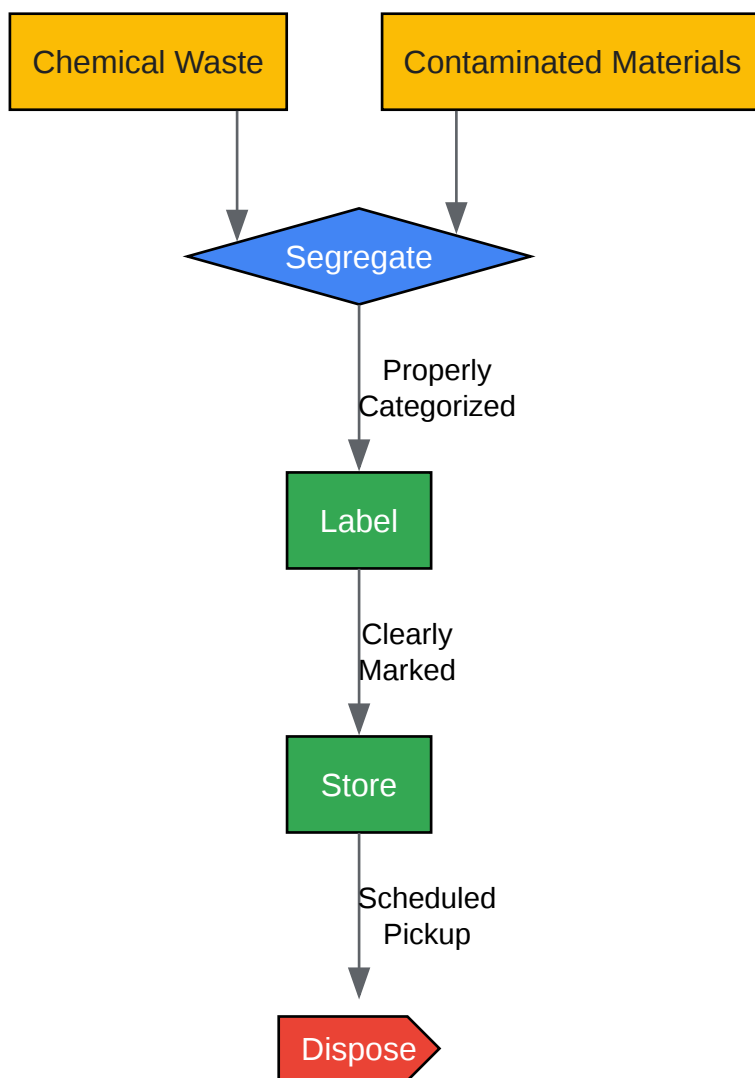 Chemical Waste
Contaminated Materials
Segregate
Properly
Categorized
Label
Clearly
Marked
Store
Scheduled
Pickup
Dispose